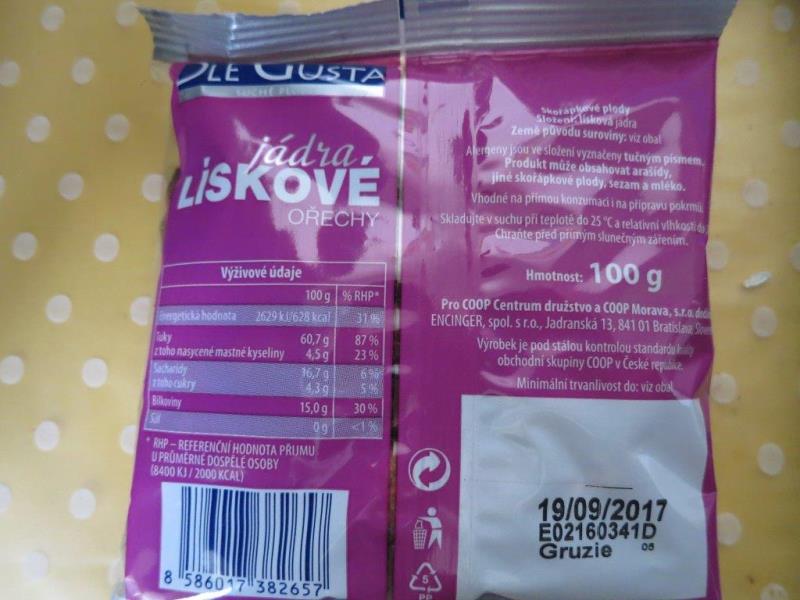 GUSTA
SUCHÉ
jádra
LÍSKOVÉ
OŘECHY
Výživové údaje
100 g % RHP*
Energetická hodnota 2629 kJ/628 kcal 31 %
Tuky 60,7 g 87 %
z toho nasycené mastné kyseliny 4,5 g 23 %
Sacharidy 16,7 g 6 %
z toho cukry 4,3 g 5 %
Bílkoviny 15,0 g 30 %
Sůl 0 g <1 %
* RHP – REFERENČNÍ HODNOTA PŘÍJMU
U PRŮMĚRNÉ DOSPĚLÉ OSOBY
(8400 KJ / 2000 KCAL)
8 586017 382657
Skořápkové plody
Složení: lísková jádra
Země původu suroviny: viz obal
Alergeny jsou ve složení vyznačeny tučným písmem.
Produkt může obsahovat arašídy,
jiné skořápkové plody, sezam a mléko.
Vhodné na přímou konzumaci i na přípravu pokrmů.
Skladujte v suchu při teplotě do 25 °C a relativní vlhkosti do
Chraňte před přímým slunečným zářením.
Hmotnost: 100 g
Pro COOP Centrum družstvo a COOP Morava, s.r.o.
ENCINGER, spol. s r.o., Jadranská 13, 841 01 Bratislava,
Výrobek je pod stálou kontrolou standardu
obchodní skupiny COOP v České republice.
Minimální trvanlivost do: viz obal
19/09/2017
E02160341D
Gruzie 06
5
PP